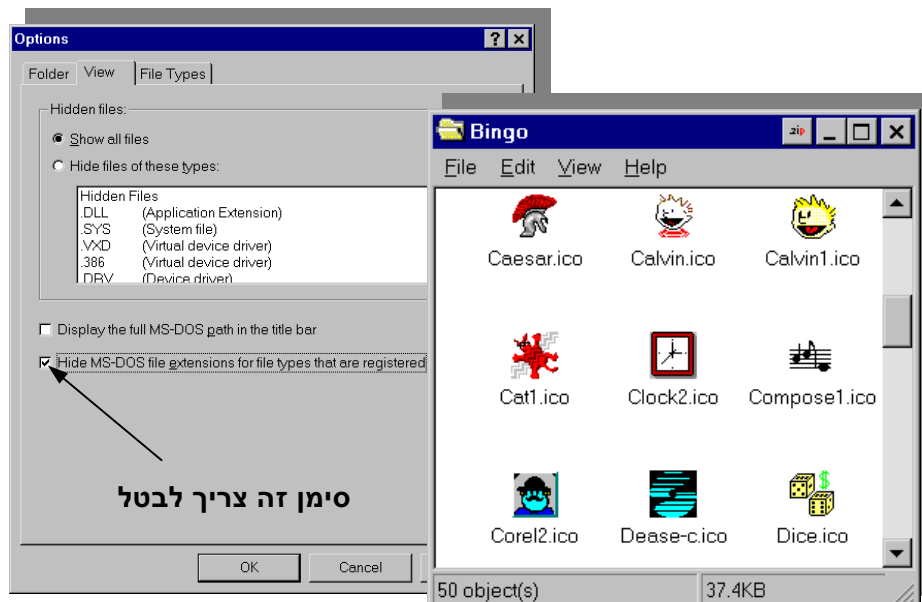 Options
Folder View File Types
Hidden files:
Show all files
Hide files of these types:
Hidden Files
.DLL (Application Extension)
.SYS (System file)
.VXD (Virtual device driver)
.386 (Virtual device driver)
.DRV (Device driver)
Display the full MS-DOS path in the title bar
Hide MS-DOS file extensions for file types that are registered
סימן זה צריך לבטל
OK Cancel
Bingo
zip
File Edit View Help
Caesar.ico Calvin.ico Calvin1.ico
Cat1.ico Clock2.ico Compose1.ico
Corel2.ico Dease-c.ico Dice.ico
50 object(s) 37.4KB